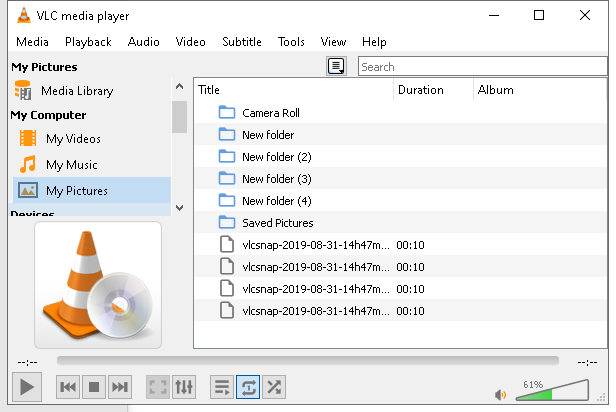 VLC media player
Media Playback Audio Video Subtitle Tools View Help
My Pictures
Search
Media Library
My Computer
My Videos
My Music
My Pictures
Devices
Title Duration Album
Camera Roll
New folder
New folder (2)
New folder (3)
New folder (4)
Saved Pictures
vlcsnap-2019-08-31-14h47m... 00:10
vlcsnap-2019-08-31-14h47m... 00:10
vlcsnap-2019-08-31-14h47m... 00:10
vlcsnap-2019-08-31-14h47m... 00:10
--:-- --:--
61%